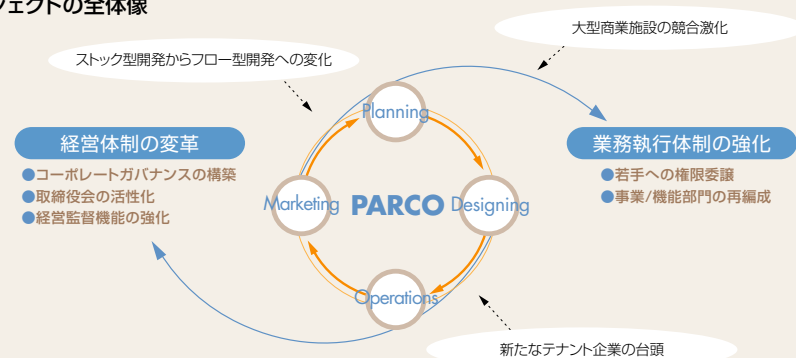 ジェクトの全体像
大型商業施設の競合激化
ストック型開発からフロー型開発への変化
Planning
経営体制の変革
●コーポレートガバナンスの構築
●取締役会の活性化
●経営監督機能の強化
業務執行体制の強化
●若手への権限委譲
●事業/機能部門の再編成
Marketing
PARCO
Designing
Operations
新たなテナント企業の台頭